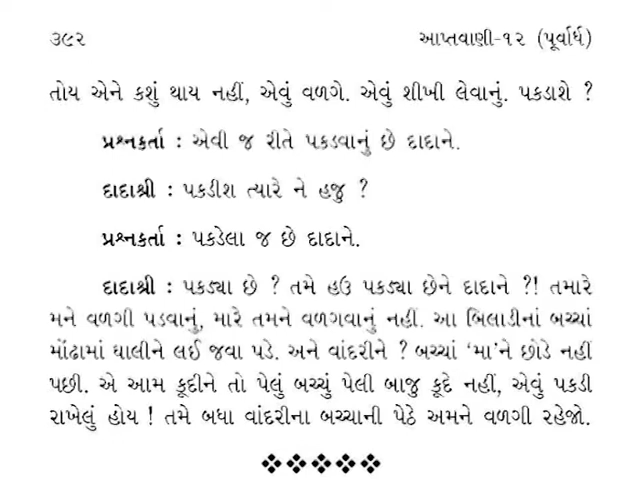 ૩૯૨ આપ્તવાણી-૧૨ (પૂર્વાર્ધ)
તોય એને કશું થાય નહીં, એવું વળગે. એવું શીખી લેવાનું. પકડાશે ?
પ્રશ્નકર્તા : એવી જ રીતે પકડવાનું છે દાદાને.
દાદાશ્રી : પકડીશ ત્યારે ને હજુ ?
પ્રશ્નકર્તા : પકડેલા જ છે દાદાને.
દાદાશ્રી : પકડ્યા છે ? તમે હઉ પકડ્યા છેને દાદાને ?! તમારે
મને વળગી પડવાનું, મારે તમને વળગવાનું નહીં. આ બિલાડીનાં બચ્ચાં
મોંઢામાં ઘાલીને લઈ જવા પડે. અને વાંદરીને ? બચ્ચાં ‘મા’ને છોડે નહીં
પછી. એ આમ કૂદીને તો પેલું બચ્ચું પેલી બાજુ કૂદે નહીં, એવું પકડી
રાખેલું હોય ! તમે બધા વાંદરીના બચ્ચાની પેઠે અમને વળગી રહેજો.